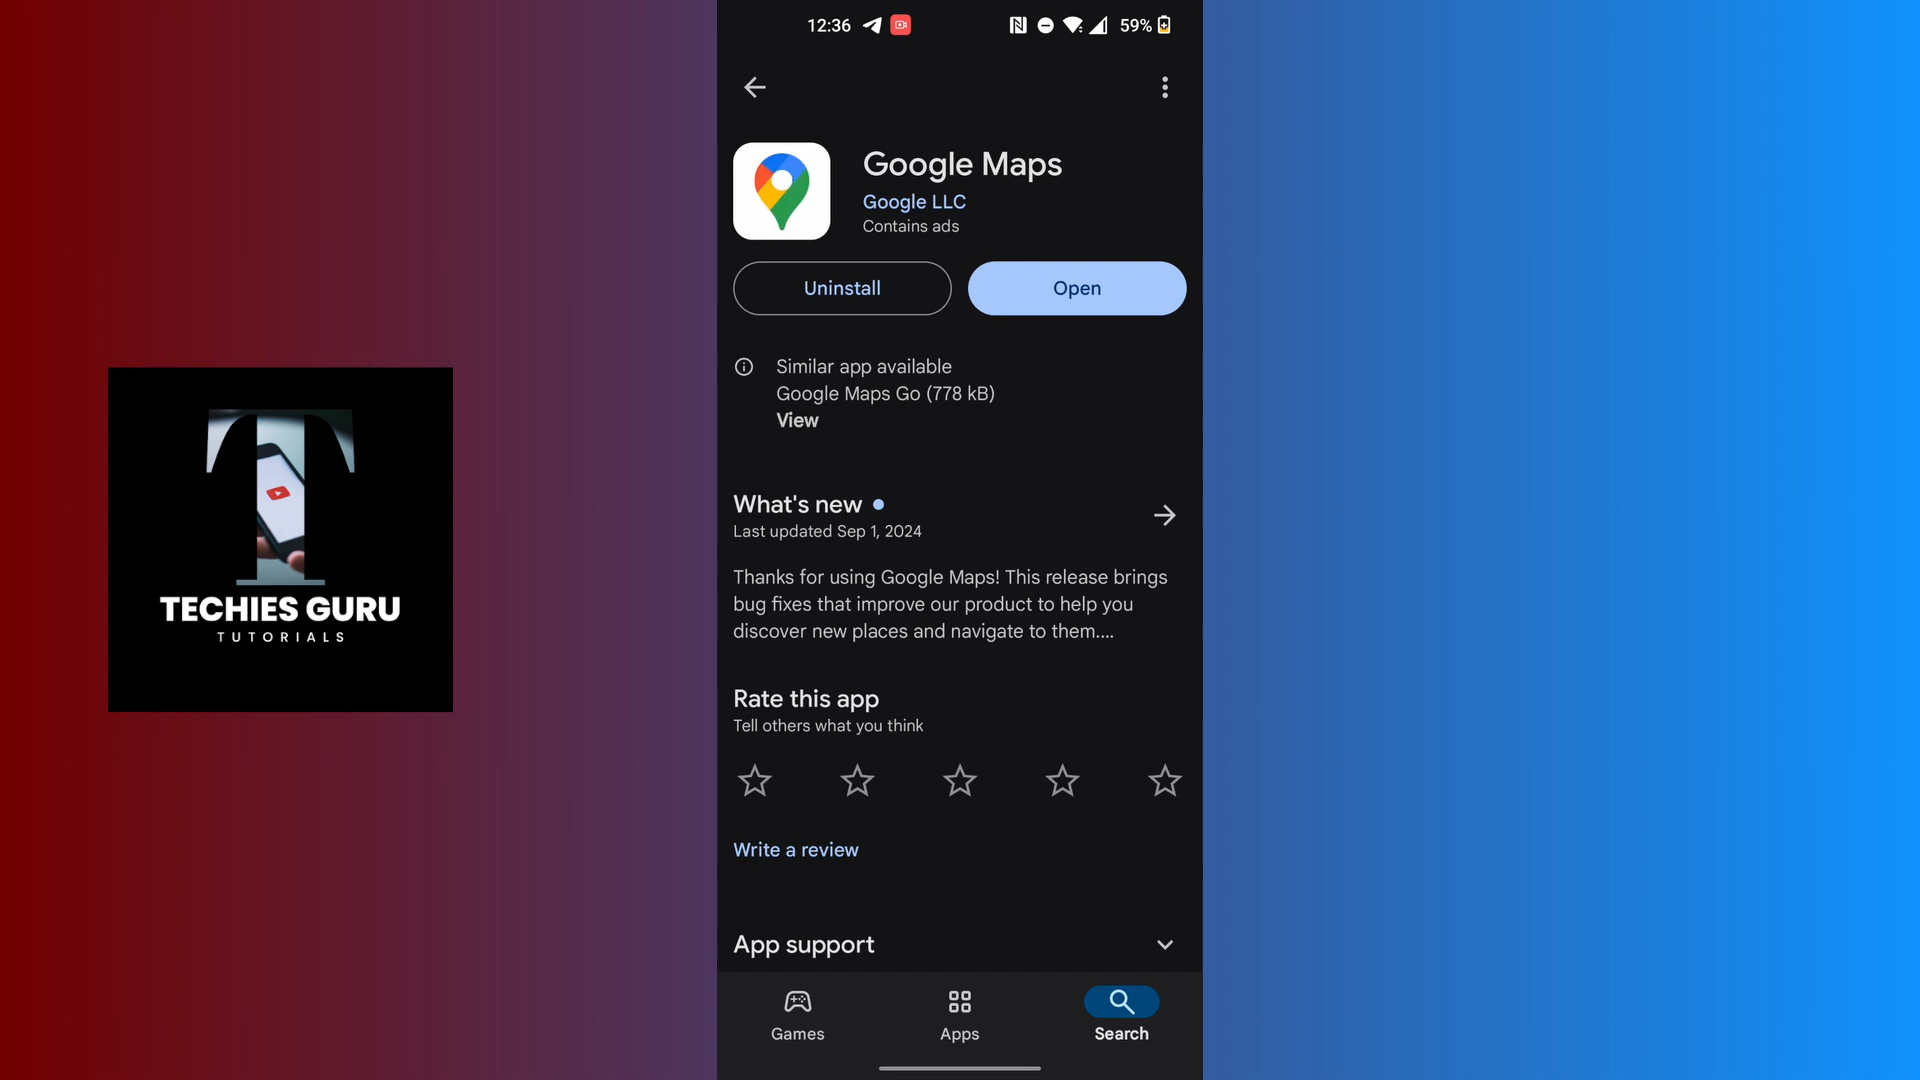 12:36
59%
Google Maps
Google LLC
Contains ads
Uninstall
Open
Similar app available
Google Maps Go (778 kB)
View
What's new
Last updated Sep 1, 2024
Thanks for using Google Maps! This release brings
bug fixes that improve our product to help you
discover new places and navigate to them....
Rate this app
Tell others what you think
Write a review
App support
Games
Apps
Search
T
TECHIES GURU
TUTORIALS